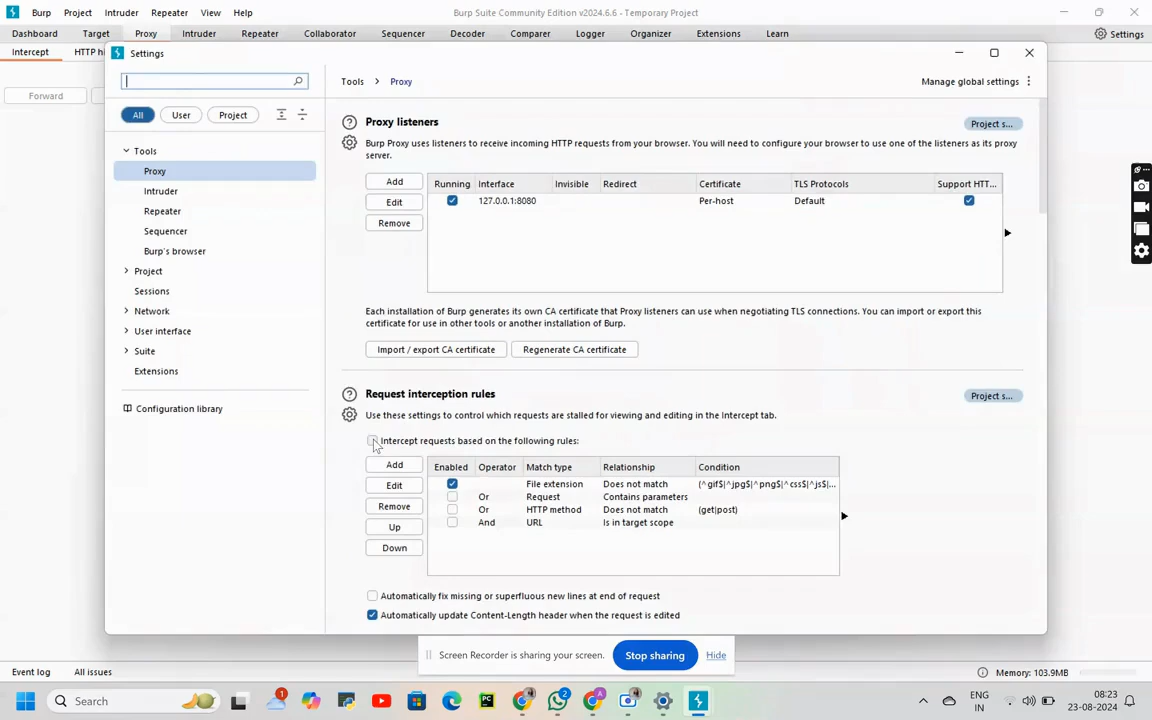 Burp Project Intruder Repeater View Help Burp Suite Community Edition v2024.6.6 - Temporary Project
Dashboard Target Proxy Intruder Repeater Collaborator Sequencer Decoder Comparer Logger Organizer Extensions Learn Settings
Intercept HTTP hi
Settings
Forward
Tools > Proxy
Manage global settings
All User Project
Tools
Proxy
Intruder
Repeater
Sequencer
Burp's browser
Project
Sessions
Network
User interface
Suite
Extensions
Configuration library
Proxy listeners
Project s...
Burp Proxy uses listeners to receive incoming HTTP requests from your browser. You will need to configure your browser to use one of the listeners as its proxy
server.
Add
Edit
Remove
Running Interface Invisible Redirect Certificate TLS Protocols Support HTT...
127.0.0.1:8080 Per-host Default
Each installation of Burp generates its own CA certificate that Proxy listeners can use when negotiating TLS connections. You can import or export this
certificate for use in other tools or another installation of Burp.
Import / export CA certificate Regenerate CA certificate
Request interception rules
Project s...
Use these settings to control which requests are stalled for viewing and editing in the Intercept tab.
Intercept requests based on the following rules:
Add
Edit
Remove
Up
Down
Enabled Operator Match type Relationship Condition
File extension Does not match (^gif$|^jpg$|^png$|^css$|^js$|...
Or Request Contains parameters
Or HTTP method Does not match (get|post)
And URL Is in target scope
Automatically fix missing or superfluous new lines at end of request
Automatically update Content-Length header when the request is edited
Screen Recorder is sharing your screen. Stop sharing Hide
Event log All issues Memory: 103.9MB
Search
1
2
PC
A
ENG
IN
08:23
23-08-2024